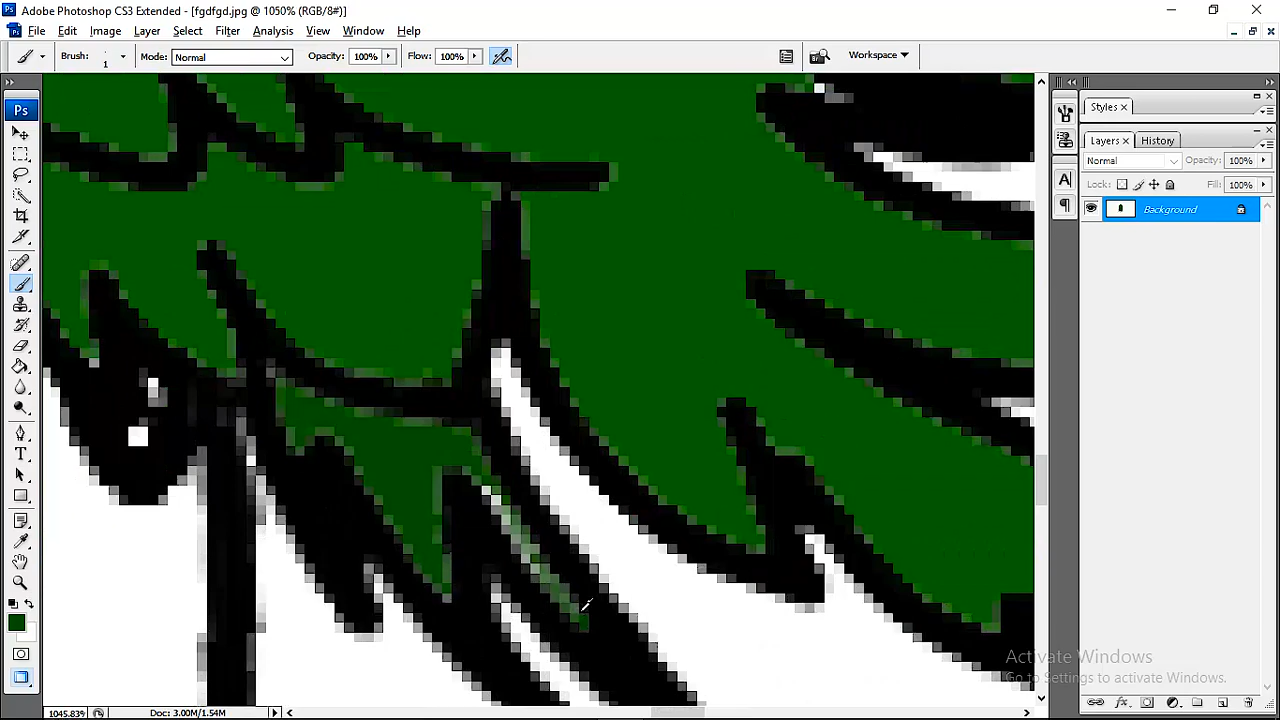 Adobe Photoshop CS3 Extended - [fgdfgd.jpg @ 1050% (RGB/8#)]
File Edit Image Layer Select Filter Analysis View Window Help
Brush: 1 Mode: Normal Opacity: 100% Flow: 100% Workspace
Ps
Styles x
Layers x History
Normal Opacity: 100%
Lock: Fill: 100%
Background
Activate Windows
Go to Settings to activate Windows.
1045.83% Doc: 3.00M/1.54M